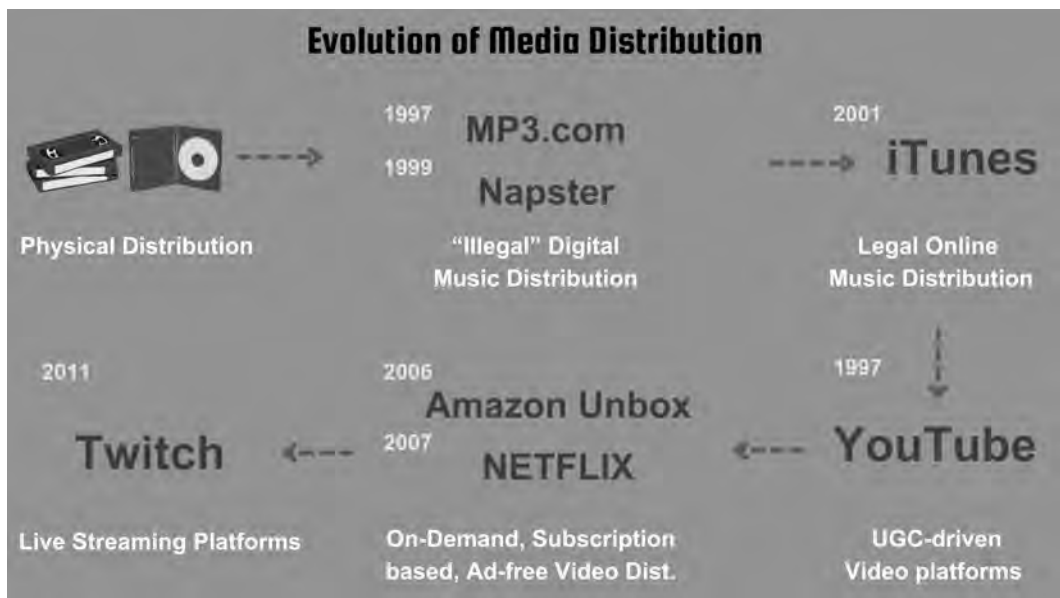 Evolution of Media Distribution
1997
MP3.com
1999
Napster
2001
iTunes
Physical Distribution
“Illegal” Digital
Music Distribution
Legal Online
Music Distribution
1997
YouTube
UGC-driven
Video platforms
2006
Amazon Unbox
2007
NETFLIX
On-Demand, Subscription
based, Ad-free Video Dist.
2011
Twitch
Live Streaming Platforms